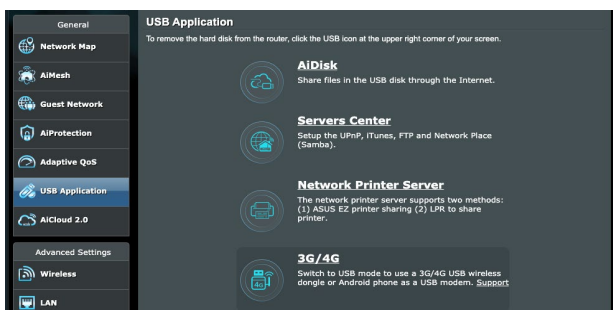 General
Network Map
AiMesh
Guest Network
AiProtection
Adaptive QoS
USB Application
AiCloud 2.0
Advanced Settings
Wireless
LAN
USB Application
To remove the hard disk from the router, click the USB icon at the upper right corner of your screen.
AiDisk
Share files in the USB disk through the Internet.
Servers Center
Setup the UPnP, iTunes, FTP and Network Place
(Samba).
Network Printer Server
The network printer server supports two methods:
(1) ASUS EZ printer sharing (2) LPR to share
printer.
4G
3G/4G
Switch to USB mode to use a 3G/4G USB wireless
dongle or Android phone as a USB modem. Support